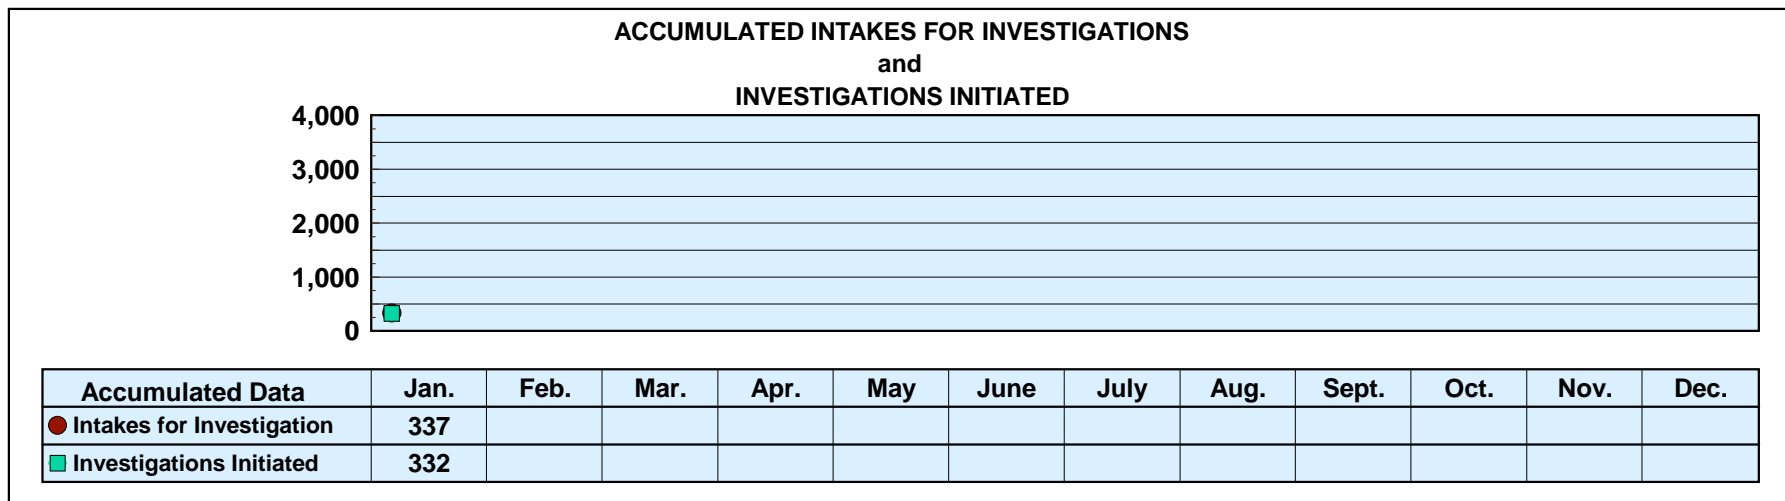 ACCUMULATED INTAKES FOR INVESTIGATIONS
and
INVESTIGATIONS INITIATED
4,000
3,000
2,000
1,000
0
Accumulated Data Jan. Feb. Mar. Apr. May June July Aug. Sept. Oct. Nov. Dec.
Intakes for Investigation 337
Investigations Initiated 332